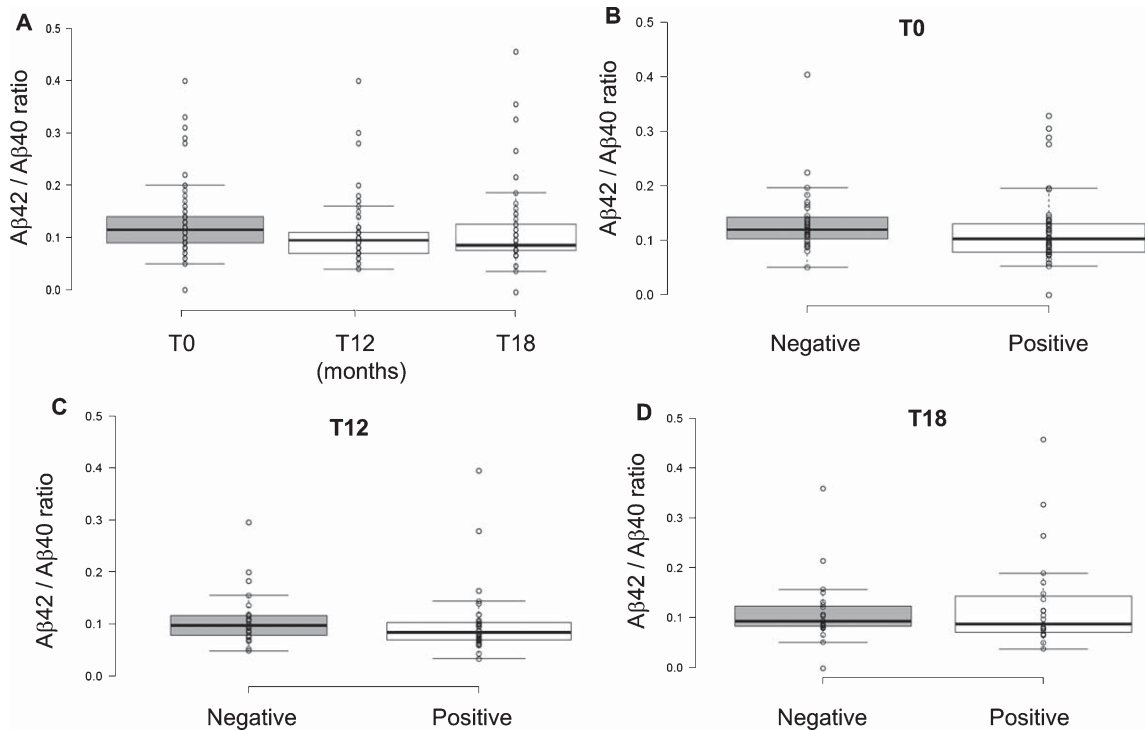 A
Aβ42 / Aβ40 ratio
0.5
0.4
0.3
0.2
0.1
0.0
T0
T12
T18
(months)
B
T0
Aβ42 / Aβ40 ratio
0.5
0.4
0.3
0.2
0.1
0.0
Negative
Positive
C
T12
Aβ42 / Aβ40 ratio
0.5
0.4
0.3
0.2
0.1
0.0
Negative
Positive
D
T18
Aβ42 / Aβ40 ratio
0.5
0.4
0.3
0.2
0.1
0.0
Negative
Positive